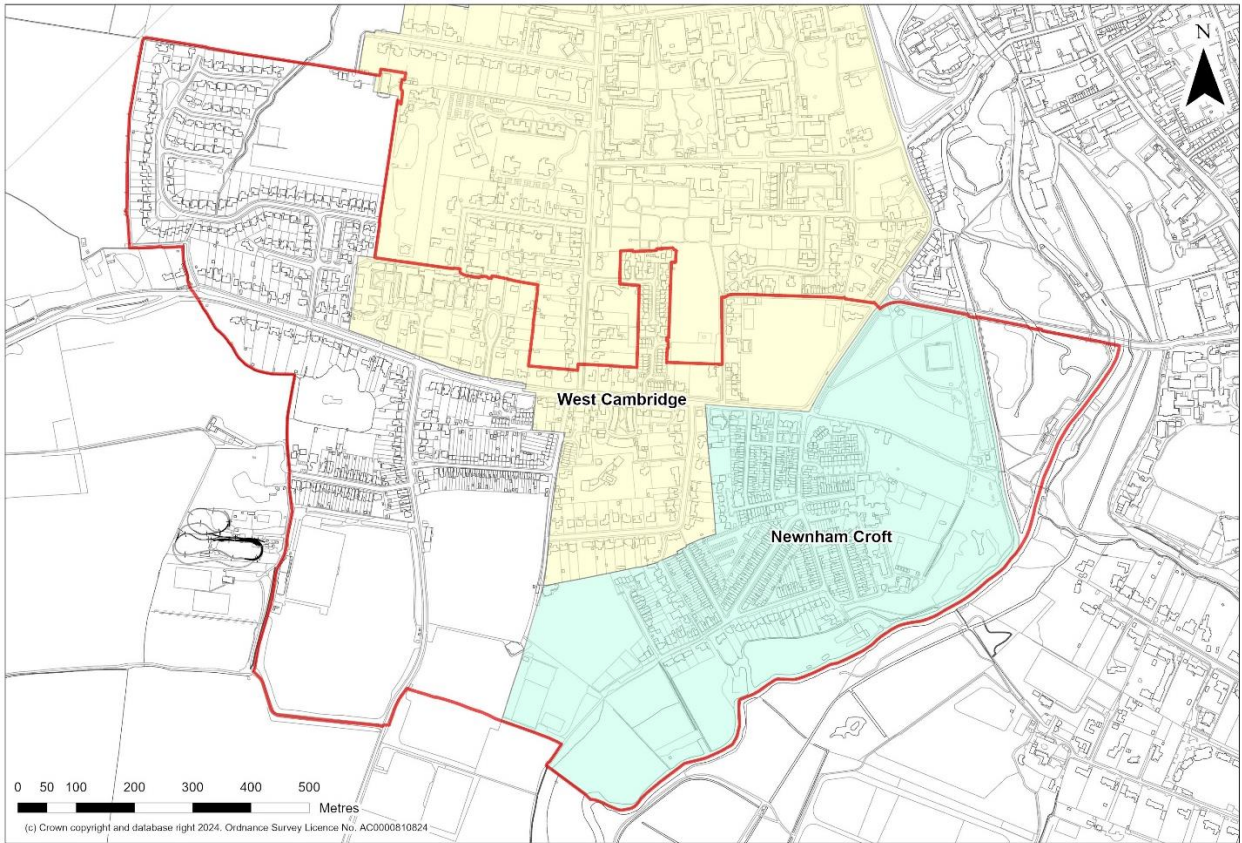 N
West Cambridge
Newnham Croft
0 50 100 200 300 400 500
Metres
(c) Crown copyright and database right 2024. Ordnance Survey Licence No. AC0000810824